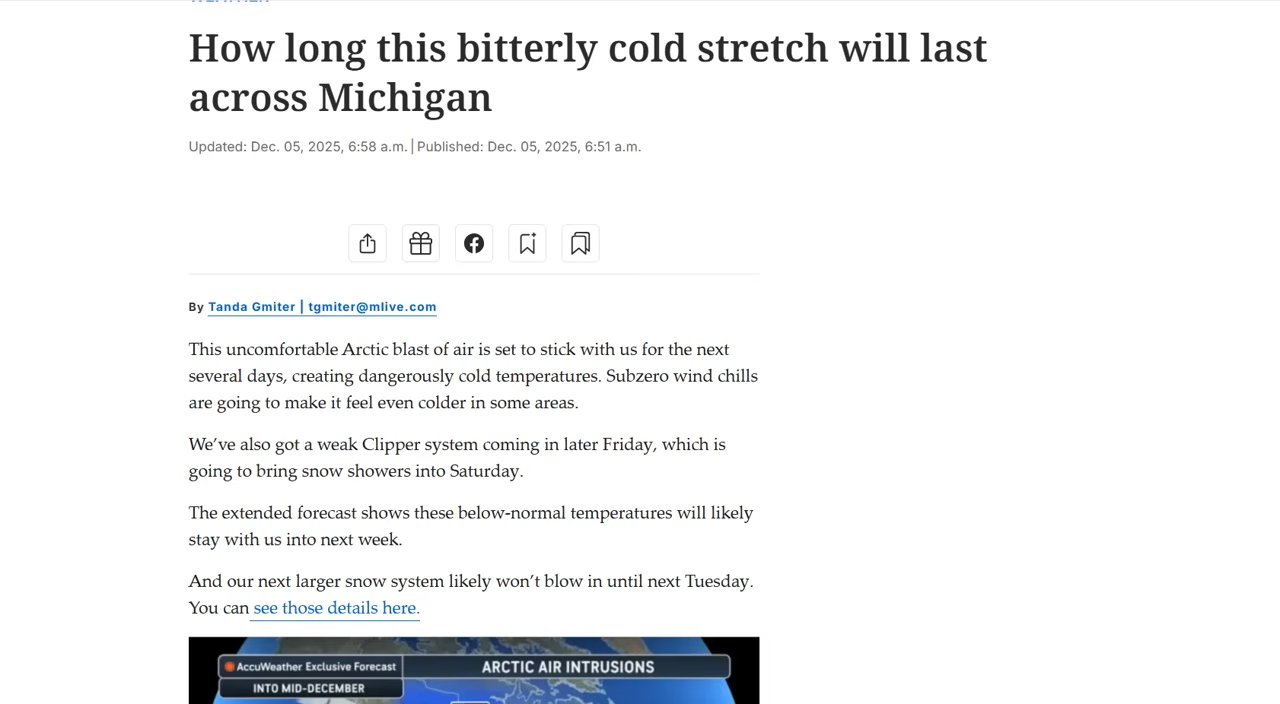 How long this bitterly cold stretch will last
across Michigan
Updated: Dec. 05, 2025, 6:58 a.m. | Published: Dec. 05, 2025, 6:51 a.m.
By Tanda Gmiter | tgmiter@mlive.com
This uncomfortable Arctic blast of air is set to stick with us for the next
several days, creating dangerously cold temperatures. Subzero wind chills
are going to make it feel even colder in some areas.
We’ve also got a weak Clipper system coming in later Friday, which is
going to bring snow showers into Saturday.
The extended forecast shows these below-normal temperatures will likely
stay with us into next week.
And our next larger snow system likely won’t blow in until next Tuesday.
You can see those details here.
AccuWeather Exclusive Forecast
ARCTIC AIR INTRUSIONS
INTO MID-DECEMBER